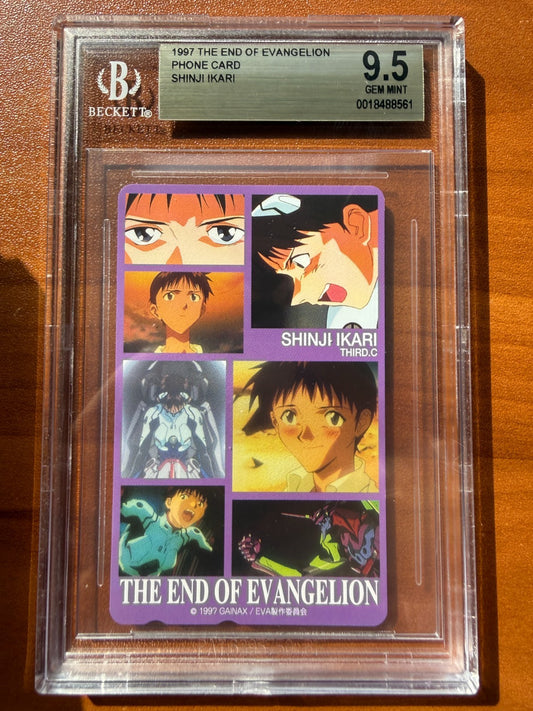 1997 THE END OF EVANGELION
PHONE CARD
SHINJI IKARI
9.5
GEM MINT
0018488561
B
BECKETT®
SHINJI IKARI
THIRD.C
THE END OF EVANGELION
© 1997 GAINAX / EVA製作委員会